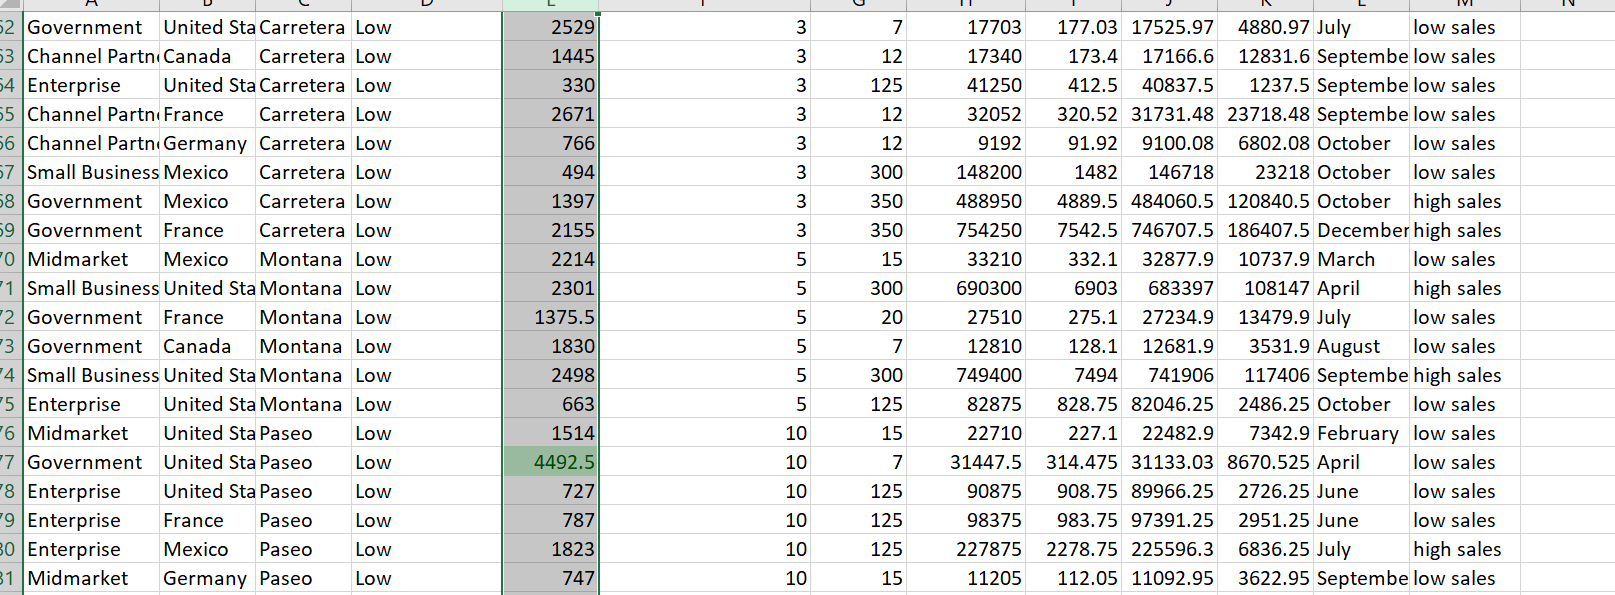 A B C D E F G H I J K L M N
62 Government United Sta Carretera Low 2529 3 7 17703 177.03 17525.97 4880.97 July low sales
63 Channel Partne Canada Carretera Low 1445 3 12 17340 173.4 17166.6 12831.6 Septembe low sales
64 Enterprise United Sta Carretera Low 330 3 125 41250 412.5 40837.5 1237.5 Septembe low sales
65 Channel Partne France Carretera Low 2671 3 12 32052 320.52 31731.48 23718.48 Septembe low sales
66 Channel Partne Germany Carretera Low 766 3 12 9192 91.92 9100.08 6802.08 October low sales
67 Small Business Mexico Carretera Low 494 3 300 148200 1482 146718 23218 October low sales
68 Government Mexico Carretera Low 1397 3 350 488950 4889.5 484060.5 120840.5 October high sales
69 Government France Carretera Low 2155 3 350 754250 7542.5 746707.5 186407.5 December high sales
70 Midmarket Mexico Montana Low 2214 5 15 33210 332.1 32877.9 10737.9 March low sales
71 Small Business United Sta Montana Low 2301 5 300 690300 6903 683397 108147 April high sales
72 Government France Montana Low 1375.5 5 20 27510 275.1 27234.9 13479.9 July low sales
73 Government Canada Montana Low 1830 5 7 12810 128.1 12681.9 3531.9 August low sales
74 Small Business United Sta Montana Low 2498 5 300 749400 7494 741906 117406 Septembe high sales
75 Enterprise United Sta Montana Low 663 5 125 82875 828.75 82046.25 2486.25 October low sales
76 Midmarket United Sta Paseo Low 1514 10 15 22710 227.1 22482.9 7342.9 February low sales
77 Government United Sta Paseo Low 4492.5 10 7 31447.5 314.475 31133.03 8670.525 April low sales
78 Enterprise United Sta Paseo Low 727 10 125 90875 908.75 89966.25 2726.25 June low sales
79 Enterprise France Paseo Low 787 10 125 98375 983.75 97391.25 2951.25 June low sales
80 Enterprise Mexico Paseo Low 1823 10 125 227875 2278.75 225596.3 6836.25 July high sales
81 Midmarket Germany Paseo Low 747 10 15 11205 112.05 11092.95 3622.95 Septembe low sales